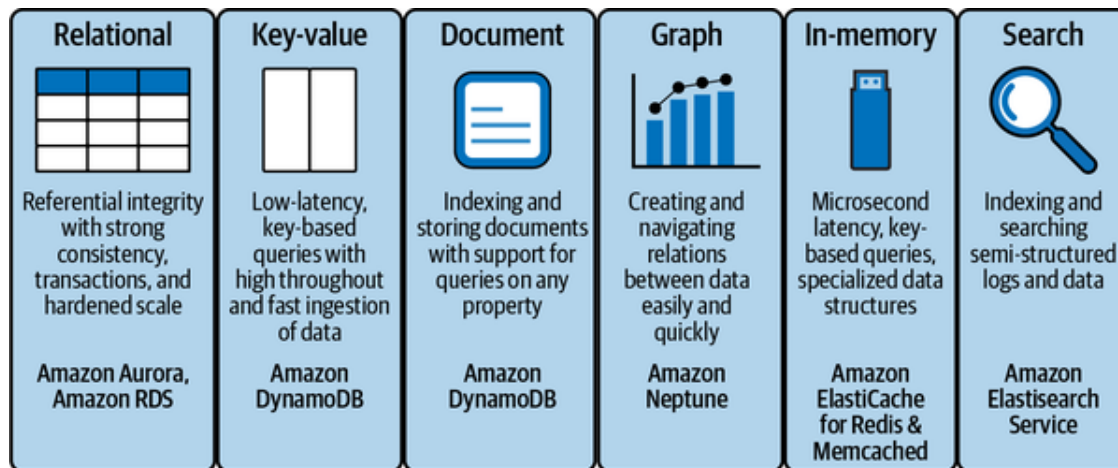 Relational
Referential integrity
with strong
consistency,
transactions, and
hardened scale
Amazon Aurora,
Amazon RDS
Key-value
Low-latency,
key-based
queries with
high throughout
and fast ingestion
of data
Amazon
DynamoDB
Document
Indexing and
storing documents
with support for
queries on any
property
Amazon
DynamoDB
Graph
Creating and
navigating
relations
between data
easily and
quickly
Amazon
Neptune
In-memory
Microsecond
latency, key-
based queries,
specialized data
structures
Amazon
ElastiCache
for Redis &
Memcached
Search
Indexing and
searching
semi-structured
logs and data
Amazon
Elastisearch
Service